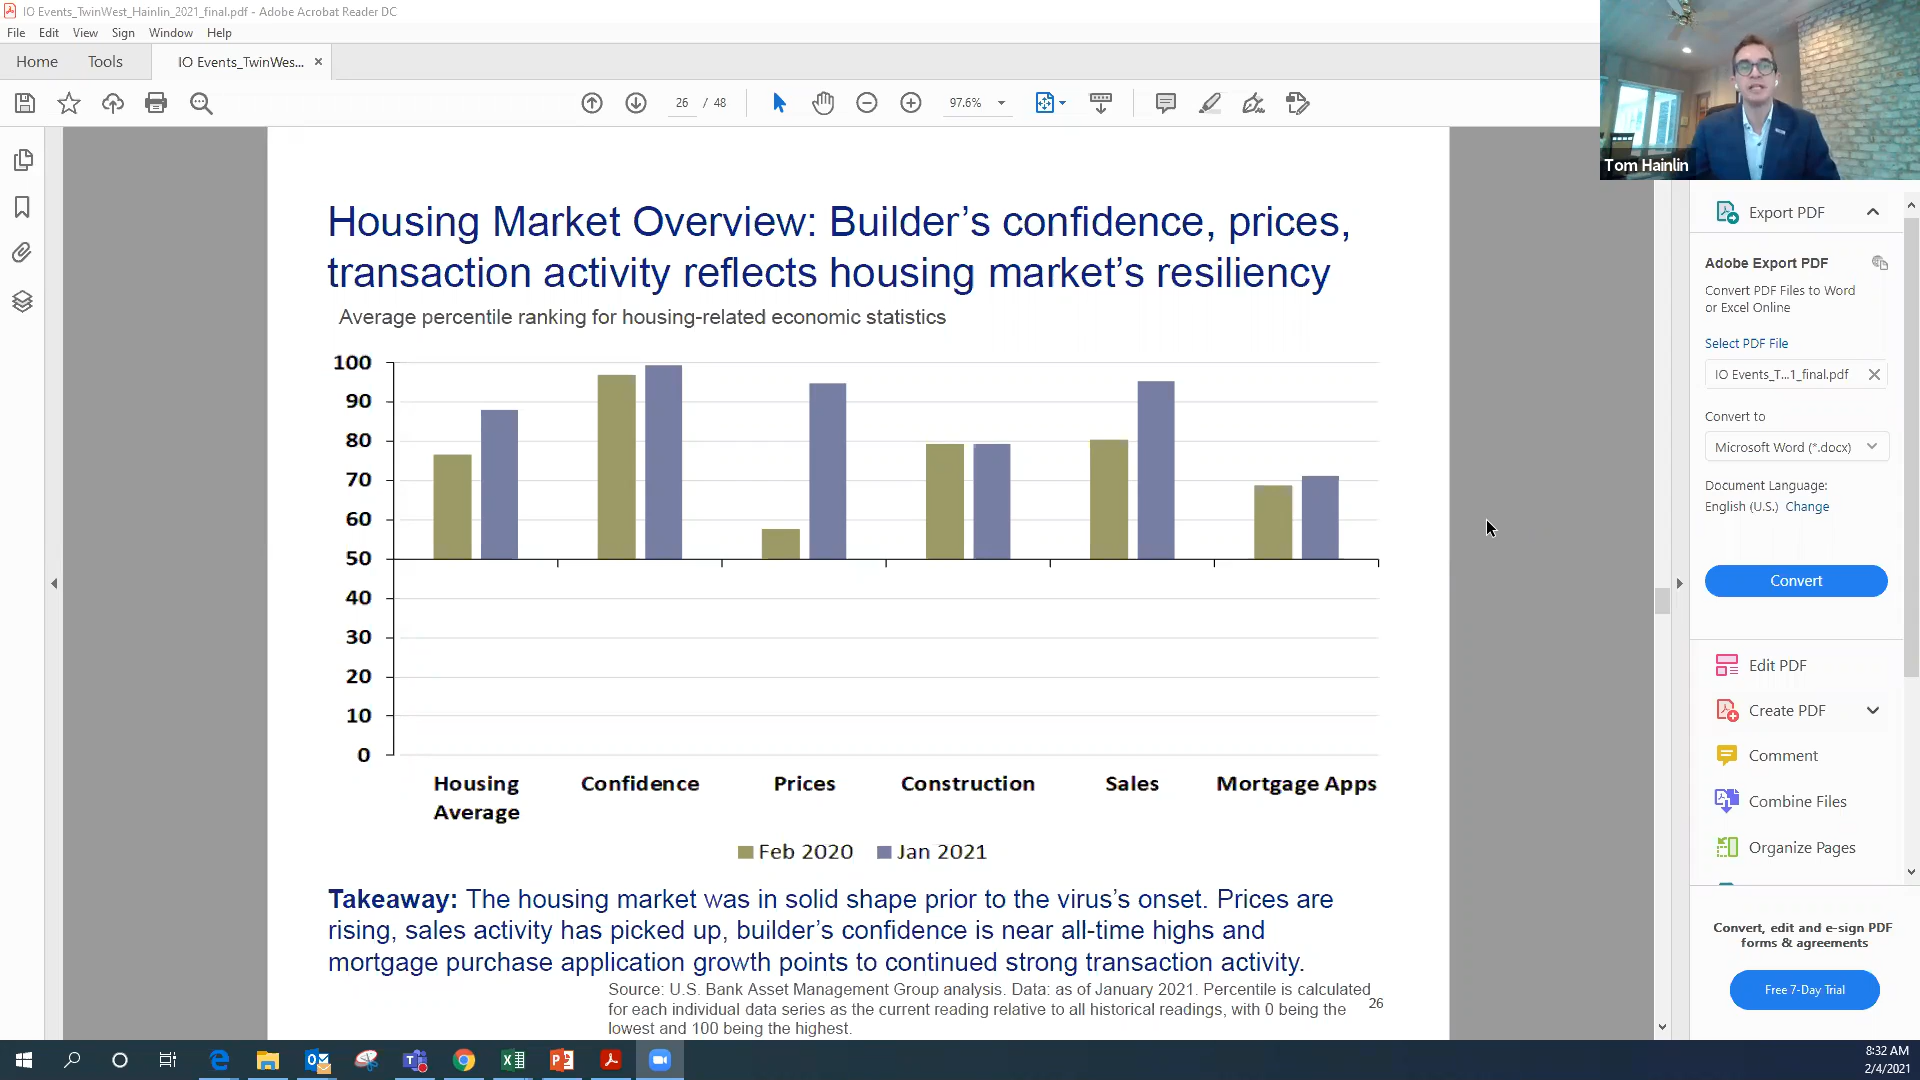 IO Events_TwinWest_Hainlin_2021_final.pdf - Adobe Acrobat Reader DC
File Edit View Sign Window Help
Home Tools IO Events_TwinWes... ×
26 / 48 97.6%
Tom Hainlin
Housing Market Overview: Builder’s confidence, prices,
transaction activity reflects housing market’s resiliency
Average percentile ranking for housing-related economic statistics
100
90
80
70
60
50
40
30
20
10
0
Housing Average
Confidence
Prices
Construction
Sales
Mortgage Apps
Feb 2020 Jan 2021
Takeaway: The housing market was in solid shape prior to the virus’s onset. Prices are
rising, sales activity has picked up, builder’s confidence is near all-time highs and
mortgage purchase application growth points to continued strong transaction activity.
Source: U.S. Bank Asset Management Group analysis. Data: as of January 2021. Percentile is calculated
for each individual data series as the current reading relative to all historical readings, with 0 being the
lowest and 100 being the highest.
26
Export PDF
Adobe Export PDF
Convert PDF Files to Word
or Excel Online
Select PDF File
IO Events_T...1_final.pdf
Convert to
Microsoft Word (*.docx)
Document Language:
English (U.S.) Change
Convert
Edit PDF
Create PDF
Comment
Combine Files
Organize Pages
Convert, edit and e-sign PDF
forms & agreements
Free 7-Day Trial
8:32 AM
2/4/2021